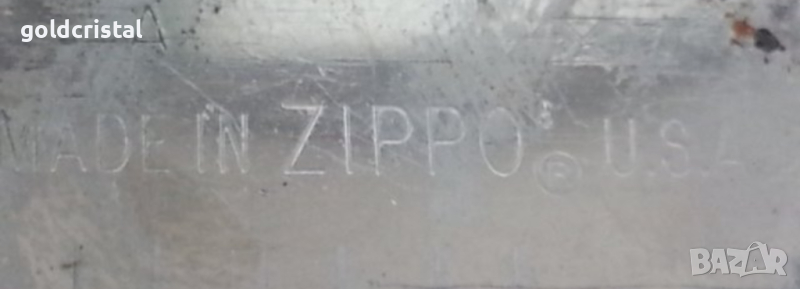 goldcristal
A
MADE IN ZIPPO ® U.S.A
BAZAR